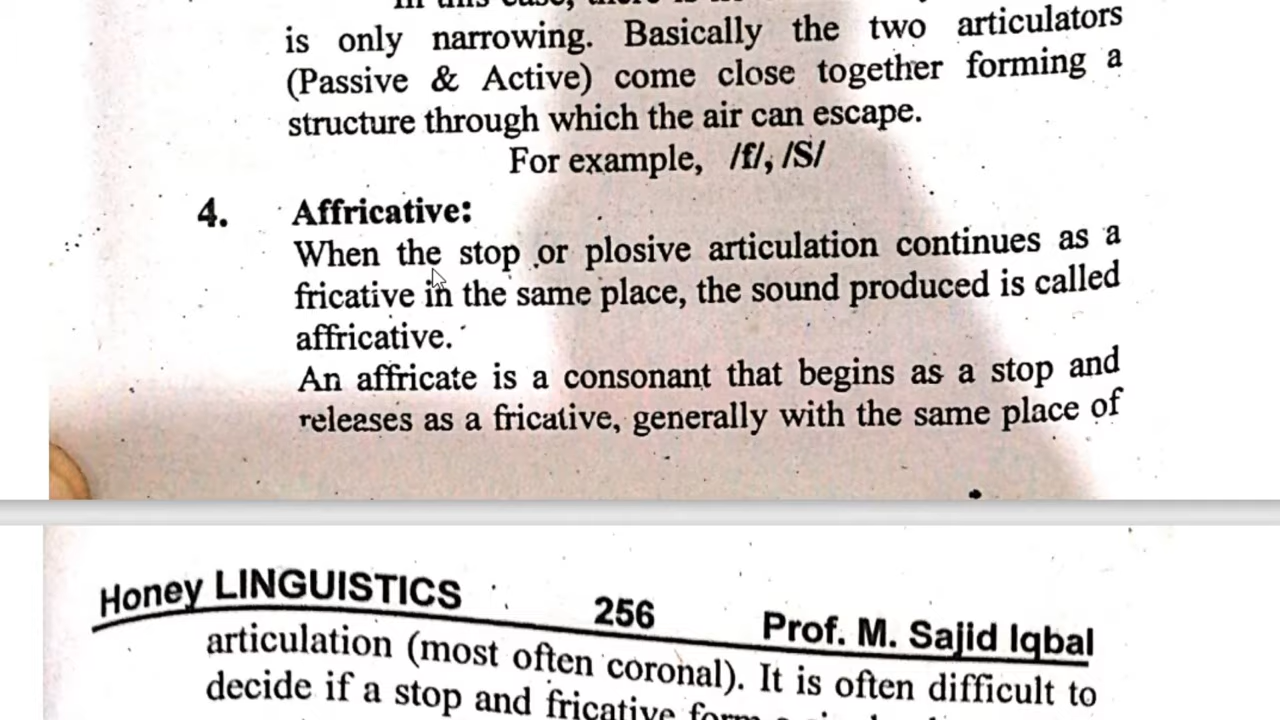 is only narrowing. Basically the two articulators
(Passive & Active) come close together forming a
structure through which the air can escape.
For example, /f/, /S/
4. Affricative:
When the stop or plosive articulation continues as a
fricative in the same place, the sound produced is called
affricative.
An affricate is a consonant that begins as a stop and
releases as a fricative, generally with the same place of
Honey LINGUISTICS 256 Prof. M. Sajid Iqbal
articulation (most often coronal). It is often difficult to
decide if a stop and fricative form